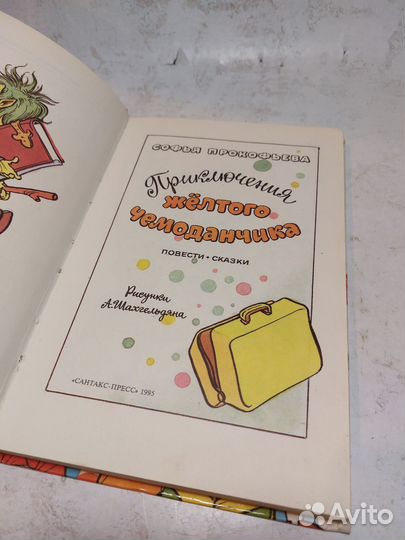 СОФЬЯ ПРОКОФЬЕВА
Приключения
жёлтого
чемоданчика
ПОВЕСТИ • СКАЗКИ
Рисунки
А. Шахгельдяна
«САНТАКС-ПРЕСС» 1995
Avito